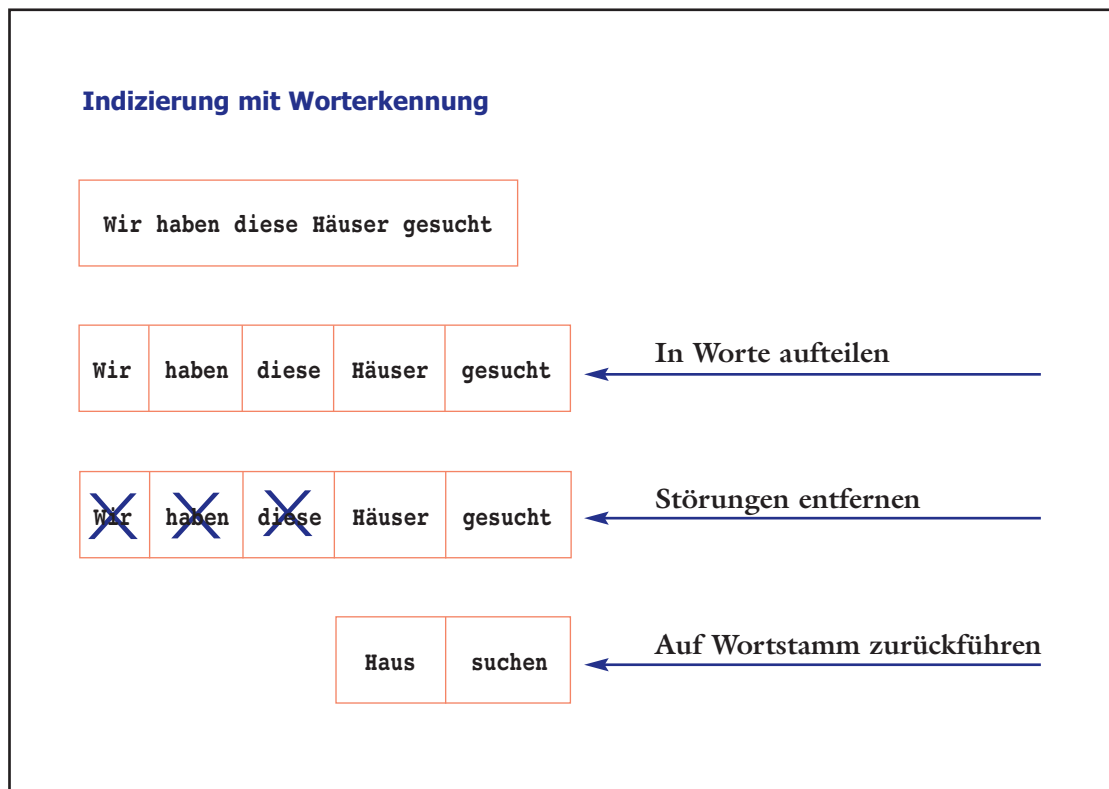 Indizierung mit Worterkennung
Wir haben diese Häuser gesucht
Wir haben diese Häuser gesucht
In Worte aufteilen
Wir haben diese Häuser gesucht
Störungen entfernen
Haus suchen
Auf Wortstamm zurückführen